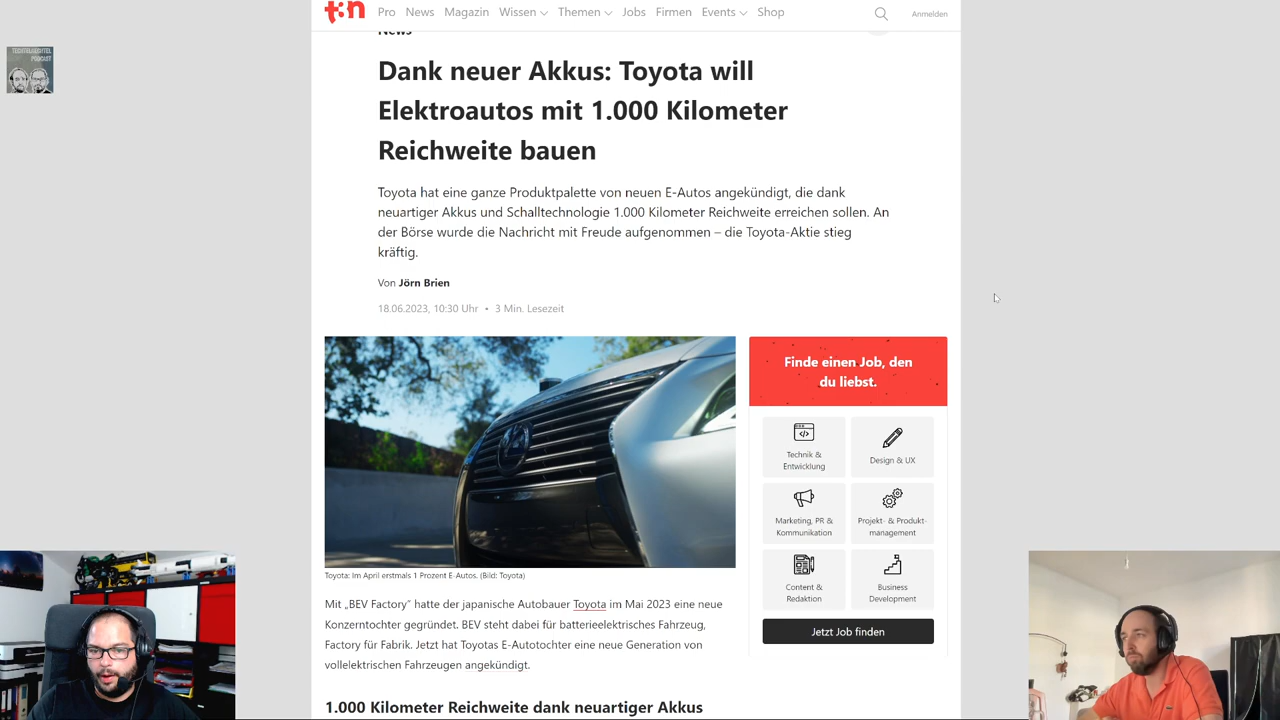 t3n
Pro News Magazin Wissen Themen Jobs Firmen Events Shop
Anmelden
TECHTELMECHTEL
PODCAST
News
Dank neuer Akkus: Toyota will
Elektroautos mit 1.000 Kilometer
Reichweite bauen
Toyota hat eine ganze Produktpalette von neuen E-Autos angekündigt, die dank
neuartiger Akkus und Schalltechnologie 1.000 Kilometer Reichweite erreichen sollen. An
der Börse wurde die Nachricht mit Freude aufgenommen – die Toyota-Aktie stieg
kräftig.
Von Jörn Brien
18.06.2023, 10:30 Uhr • 3 Min. Lesezeit
Finde einen Job, den
du liebst.
Technik &
Entwicklung
Design & UX
Marketing, PR &
Kommunikation
Projekt- & Produkt-
management
Content &
Redaktion
Business
Development
Jetzt Job finden
Toyota: Im April erstmals 1 Prozent E-Autos. (Bild: Toyota)
Mit „BEV Factory" hatte der japanische Autobauer Toyota im Mai 2023 eine neue
Konzerntochter gegründet. BEV steht dabei für batterieelektrisches Fahrzeug,
Factory für Fabrik. Jetzt hat Toyotas E-Autotochter eine neue Generation von
vollelektrischen Fahrzeugen angekündigt.
1.000 Kilometer Reichweite dank neuartiger Akkus